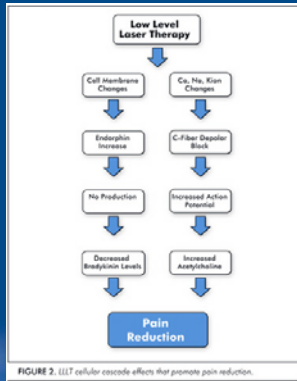 Low Level
Laser Therapy
Cell Membrane
Changes
Ca, Na, Kion
Changes
Endorphin
Increase
C-Fiber Depolar
Block
No Production
Increased Action
Potential
Decreased
Bradykinin Levels
Increased
Acetylcholine
Pain
Reduction
FIGURE 2. LLLT cellular cascade effects that promote pain reduction.